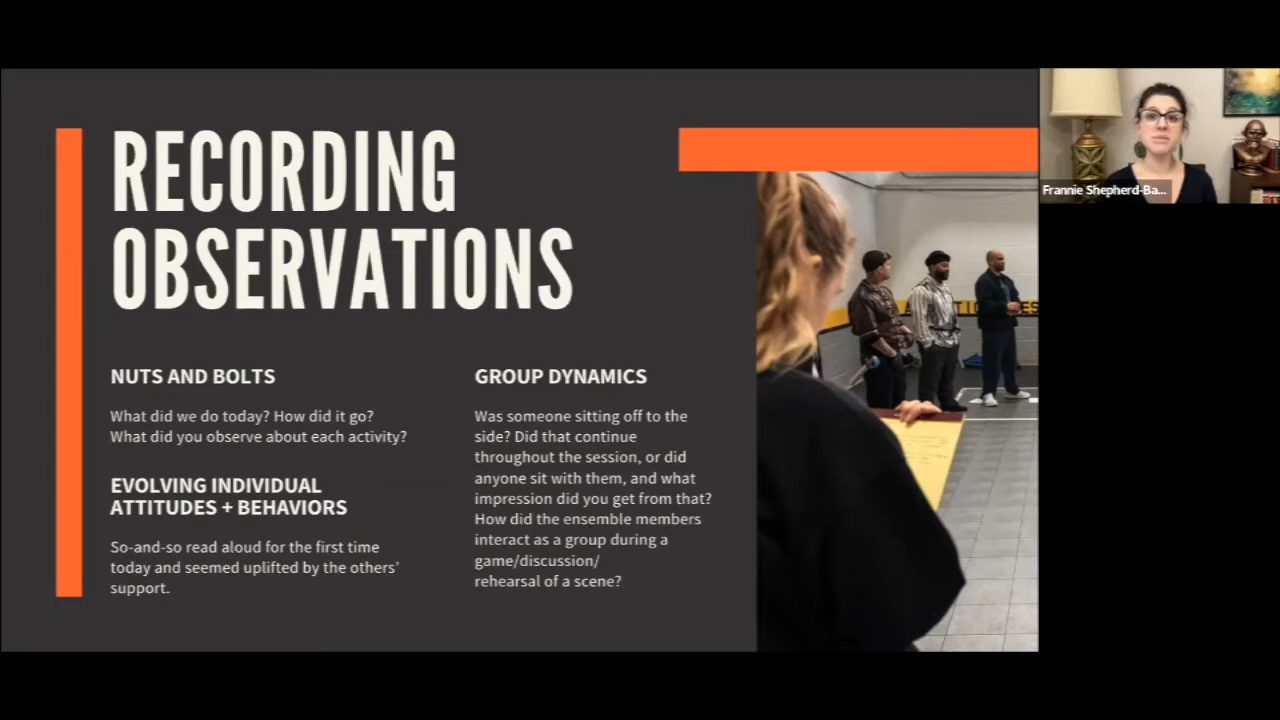 RECORDING
OBSERVATIONS
NUTS AND BOLTS
What did we do today? How did it go?
What did you observe about each activity?
EVOLVING INDIVIDUAL
ATTITUDES + BEHAVIORS
So-and-so read aloud for the first time
today and seemed uplifted by the others'
support.
GROUP DYNAMICS
Was someone sitting off to the
side? Did that continue
throughout the session, or did
anyone sit with them, and what
impression did you get from that?
How did the ensemble members
interact as a group during a
game/discussion/
rehearsal of a scene?
Frannie Shepherd-Ba...